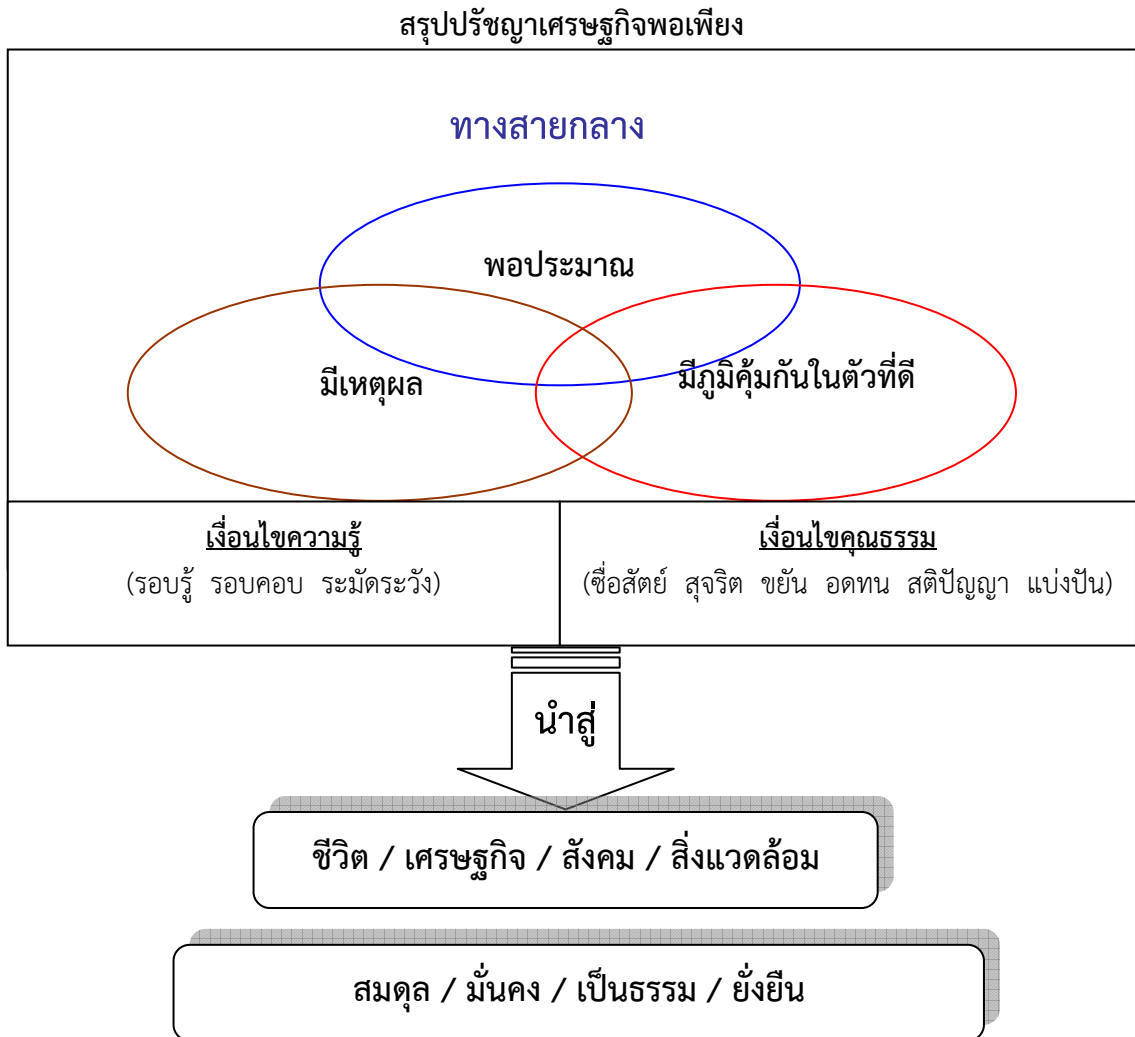 สรุปปรัชญาเศรษฐกิจพอเพียง
ทางสายกลาง
พอประมาณ
มีเหตุผล
มีภูมิคุ้มกันในตัวที่ดี
เงื่อนไขความรู้
(รอบรู้ รอบคอบ ระมัดระวัง)
เงื่อนไขคุณธรรม
(ซื่อสัตย์ สุจริต ขยัน อดทน สติปัญญา แบ่งปัน)
นำสู่
ชีวิต / เศรษฐกิจ / สังคม / สิ่งแวดล้อม
สมดุล / มั่นคง / เป็นธรรม / ยั่งยืน